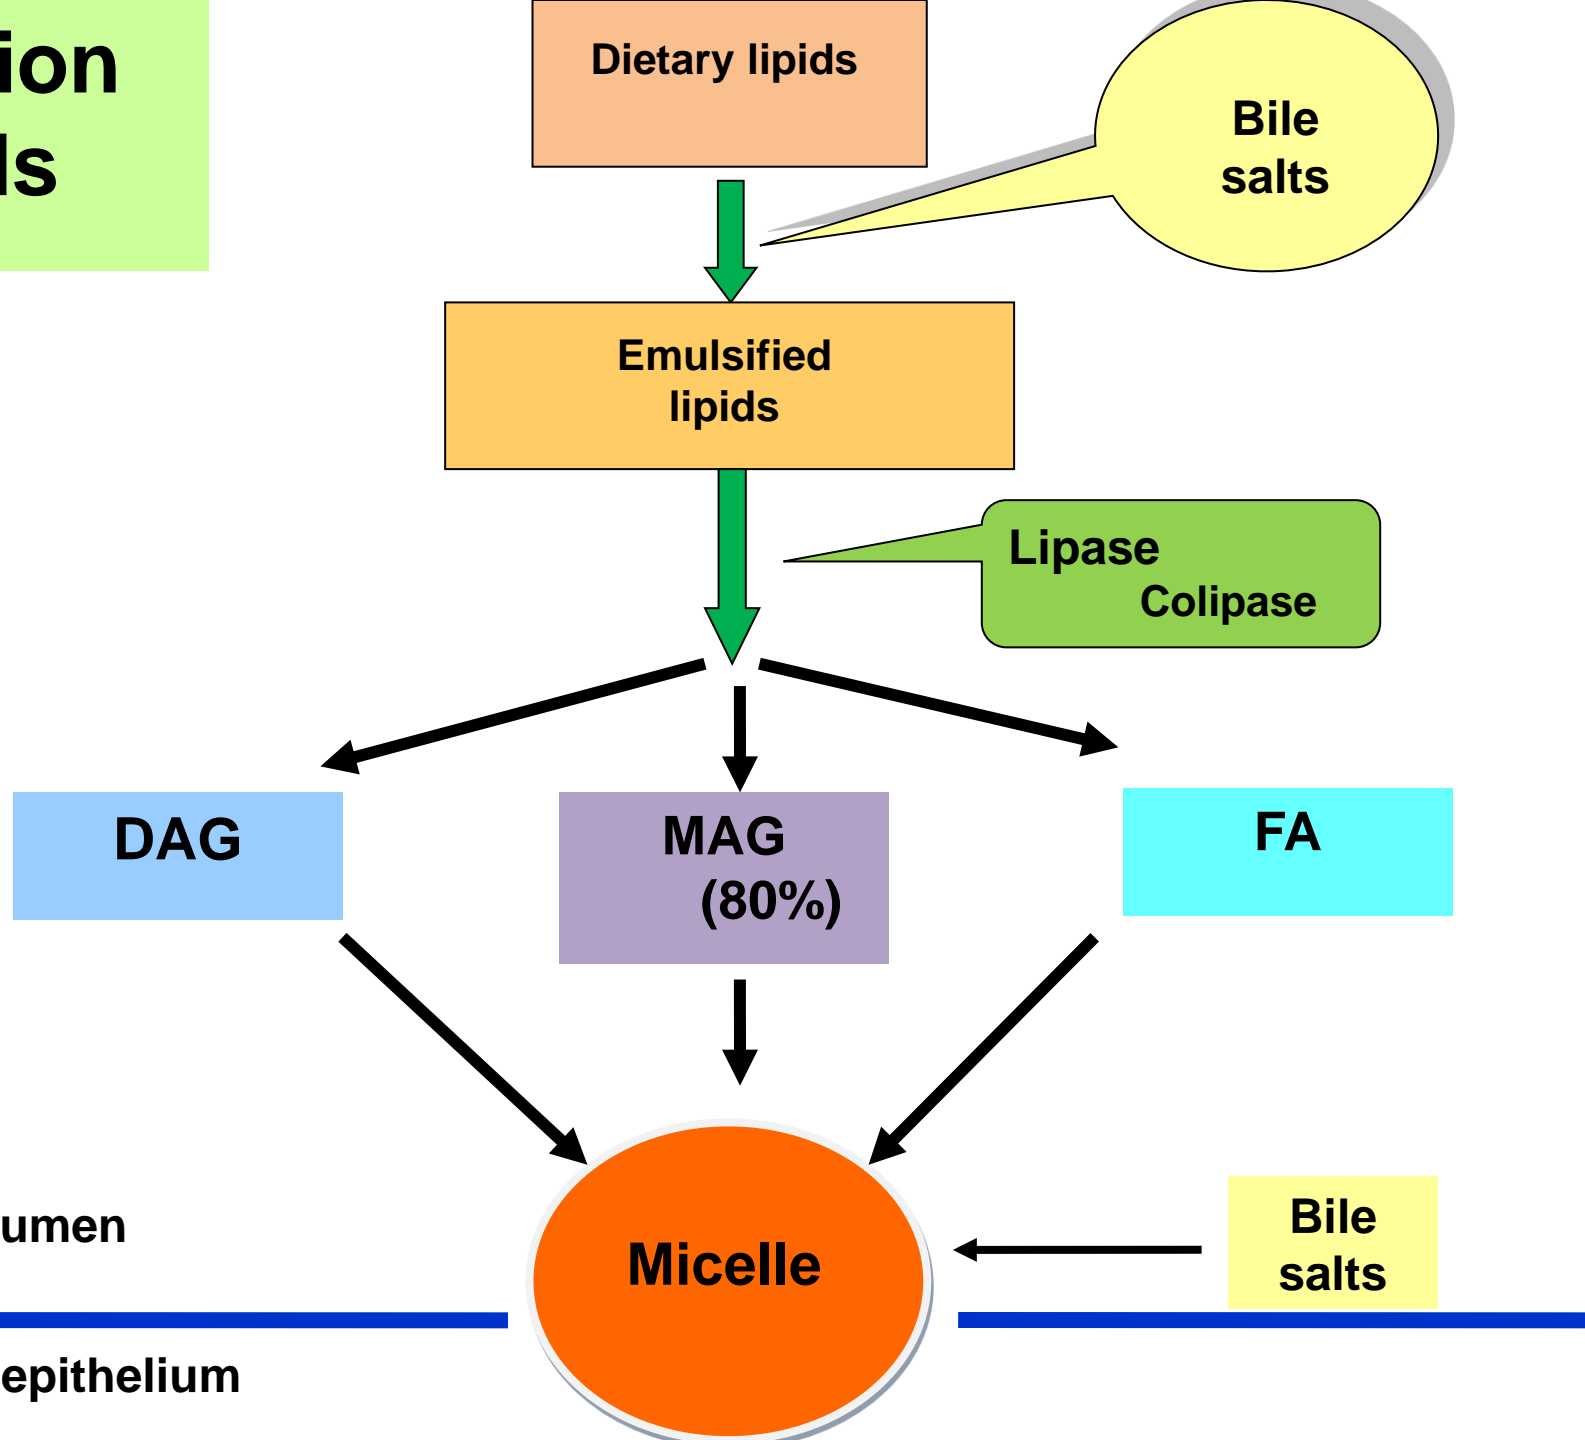 ion
ls
Dietary lipids
Bile
salts
Emulsified
lipids
Lipase
Colipase
DAG
MAG
(80%)
FA
umen
Micelle
Bile
salts
epithelium